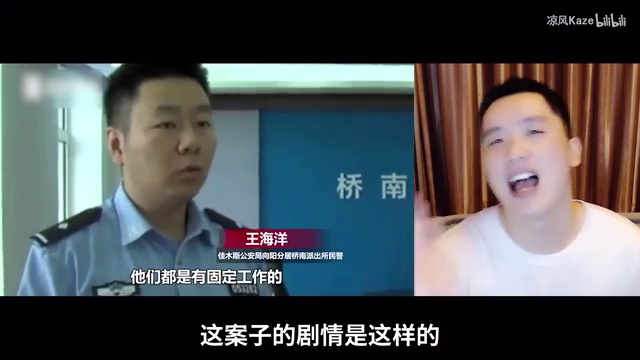 凉风Kaze bilibili
桥南
王海洋
佳木斯公安局向阳分局桥南派出所民警
他们都是有固定工作的
这案子的剧情是这样的